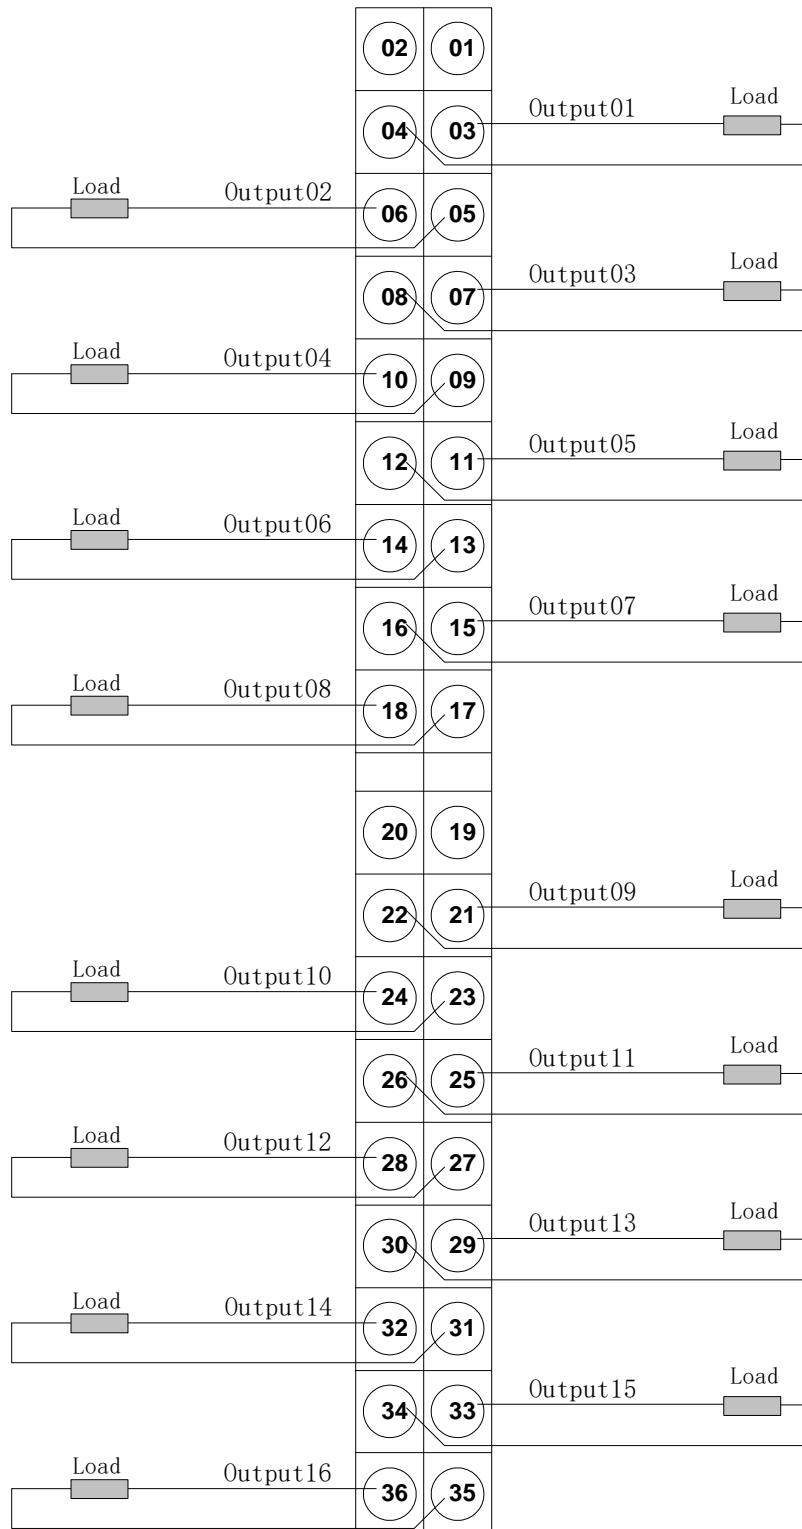 02 01
Output01 Load
04 03
Load Output02
06 05
Output03 Load
08 07
Load Output04
10 09
Output05 Load
12 11
Load Output06
14 13
Output07 Load
16 15
Load Output08
18 17
20 19
Output09 Load
22 21
Load Output10
24 23
Output11 Load
26 25
Load Output12
28 27
Output13 Load
30 29
Load Output14
32 31
Output15 Load
34 33
Load Output16
36 35